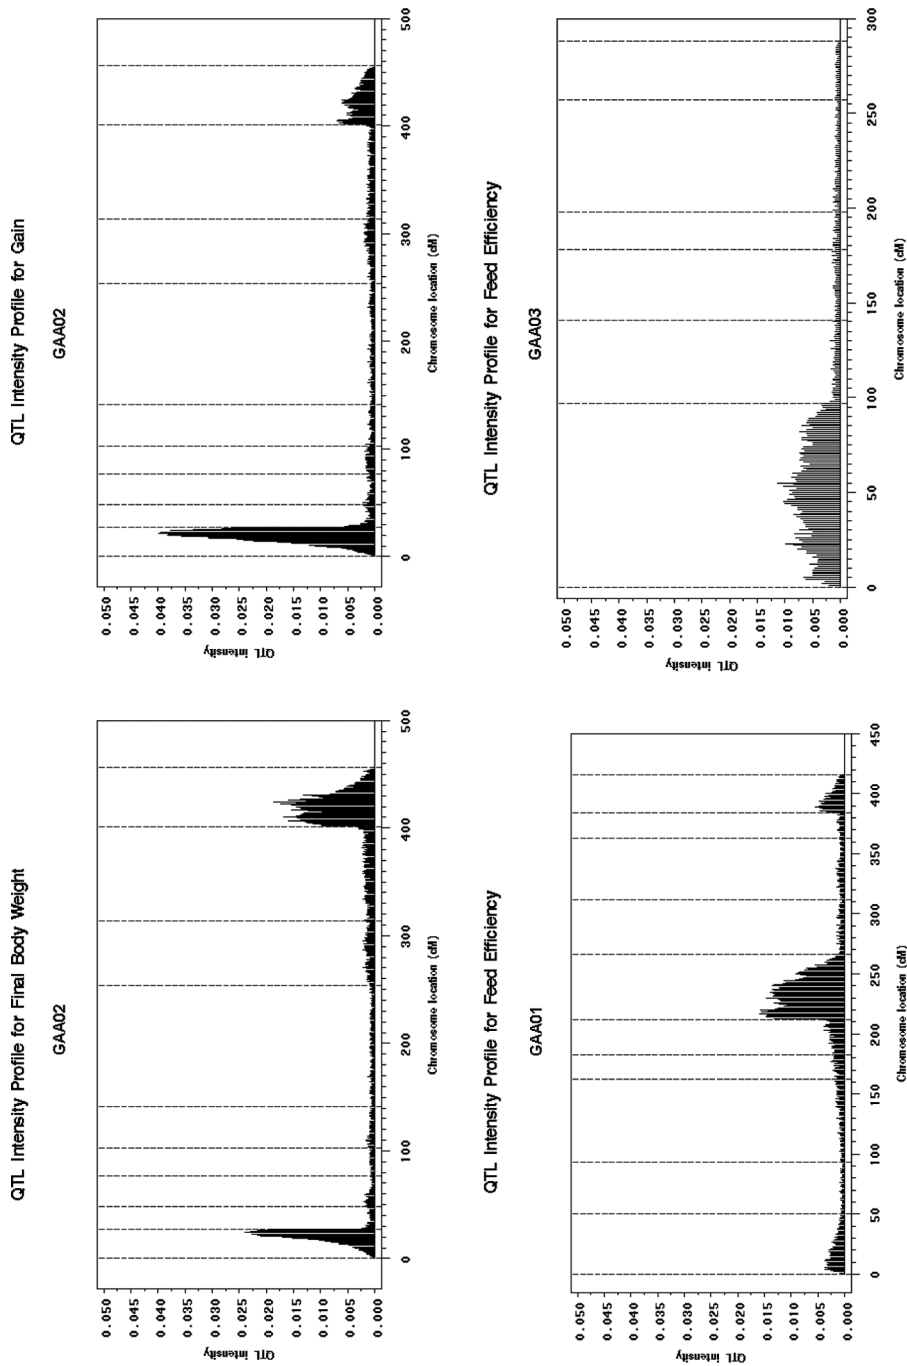 QTL Intensity Profile for Final Body Weight
GAA02
QTL intensity
0.050
0.045
0.040
0.035
0.030
0.025
0.020
0.015
0.010
0.005
0.000
0 100 200 300 400 500
Chromosome location (cM)
QTL Intensity Profile for Gain
GAA02
QTL intensity
0.050
0.045
0.040
0.035
0.030
0.025
0.020
0.015
0.010
0.005
0.000
0 100 200 300 400 500
Chromosome location (cM)
QTL Intensity Profile for Feed Efficiency
GAA01
QTL intensity
0.050
0.045
0.040
0.035
0.030
0.025
0.020
0.015
0.010
0.005
0.000
0 50 100 150 200 250 300 350 400 450
Chromosome location (cM)
QTL Intensity Profile for Feed Efficiency
GAA03
QTL intensity
0.050
0.045
0.040
0.035
0.030
0.025
0.020
0.015
0.010
0.005
0.000
0 50 100 150 200 250 300
Chromosome location (cM)